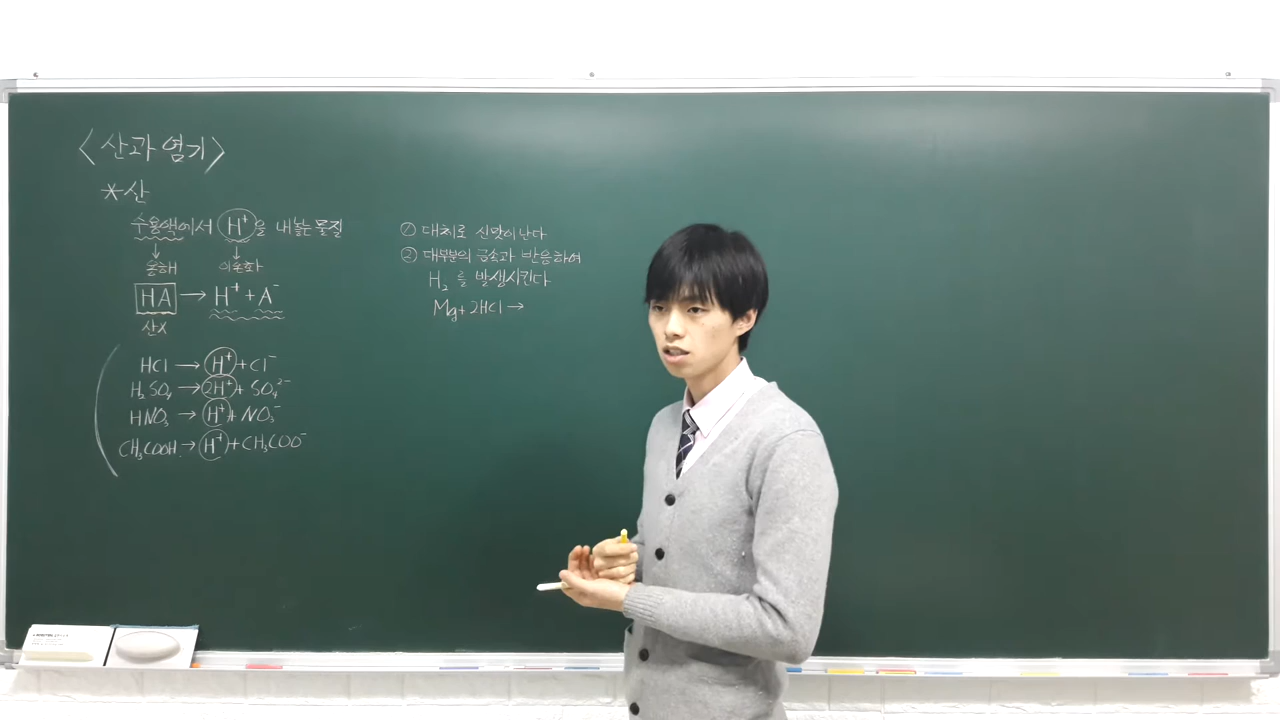 <산과 염기>
*산
수용액에서 H⁺을 내놓는 물질
↓ ↓
용해 이온화
HA → H⁺ + A⁻
산X
HCl → H⁺ + Cl⁻
H₂SO₄ → 2H⁺ + SO₄²⁻
HNO₃ → H⁺ + NO₃⁻
CH₃COOH → H⁺ + CH₃COO⁻
① 대체로 신맛이 난다
② 대부분의 금속과 반응하여
H₂를 발생시킨다
Mg + 2HCl →